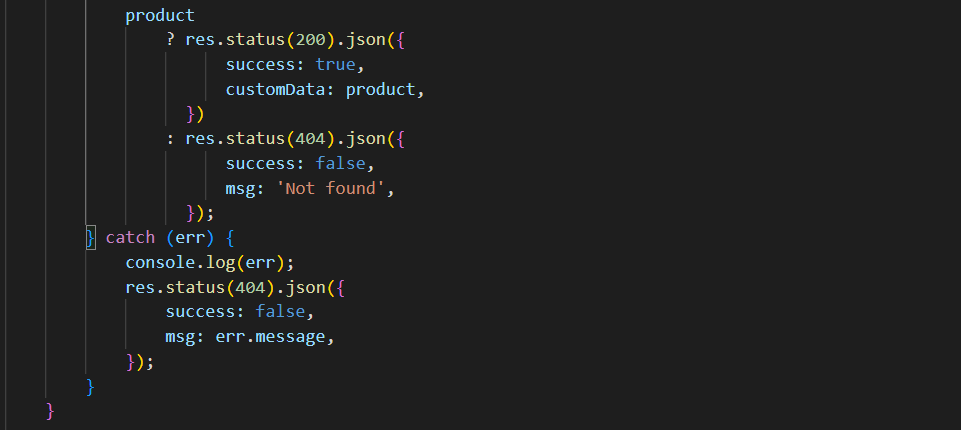 product
? res.status(200).json({
success: true,
customData: product,
})
: res.status(404).json({
success: false,
msg: 'Not found',
});
} catch (err) {
console.log(err);
res.status(404).json({
success: false,
msg: err.message,
});
}
}